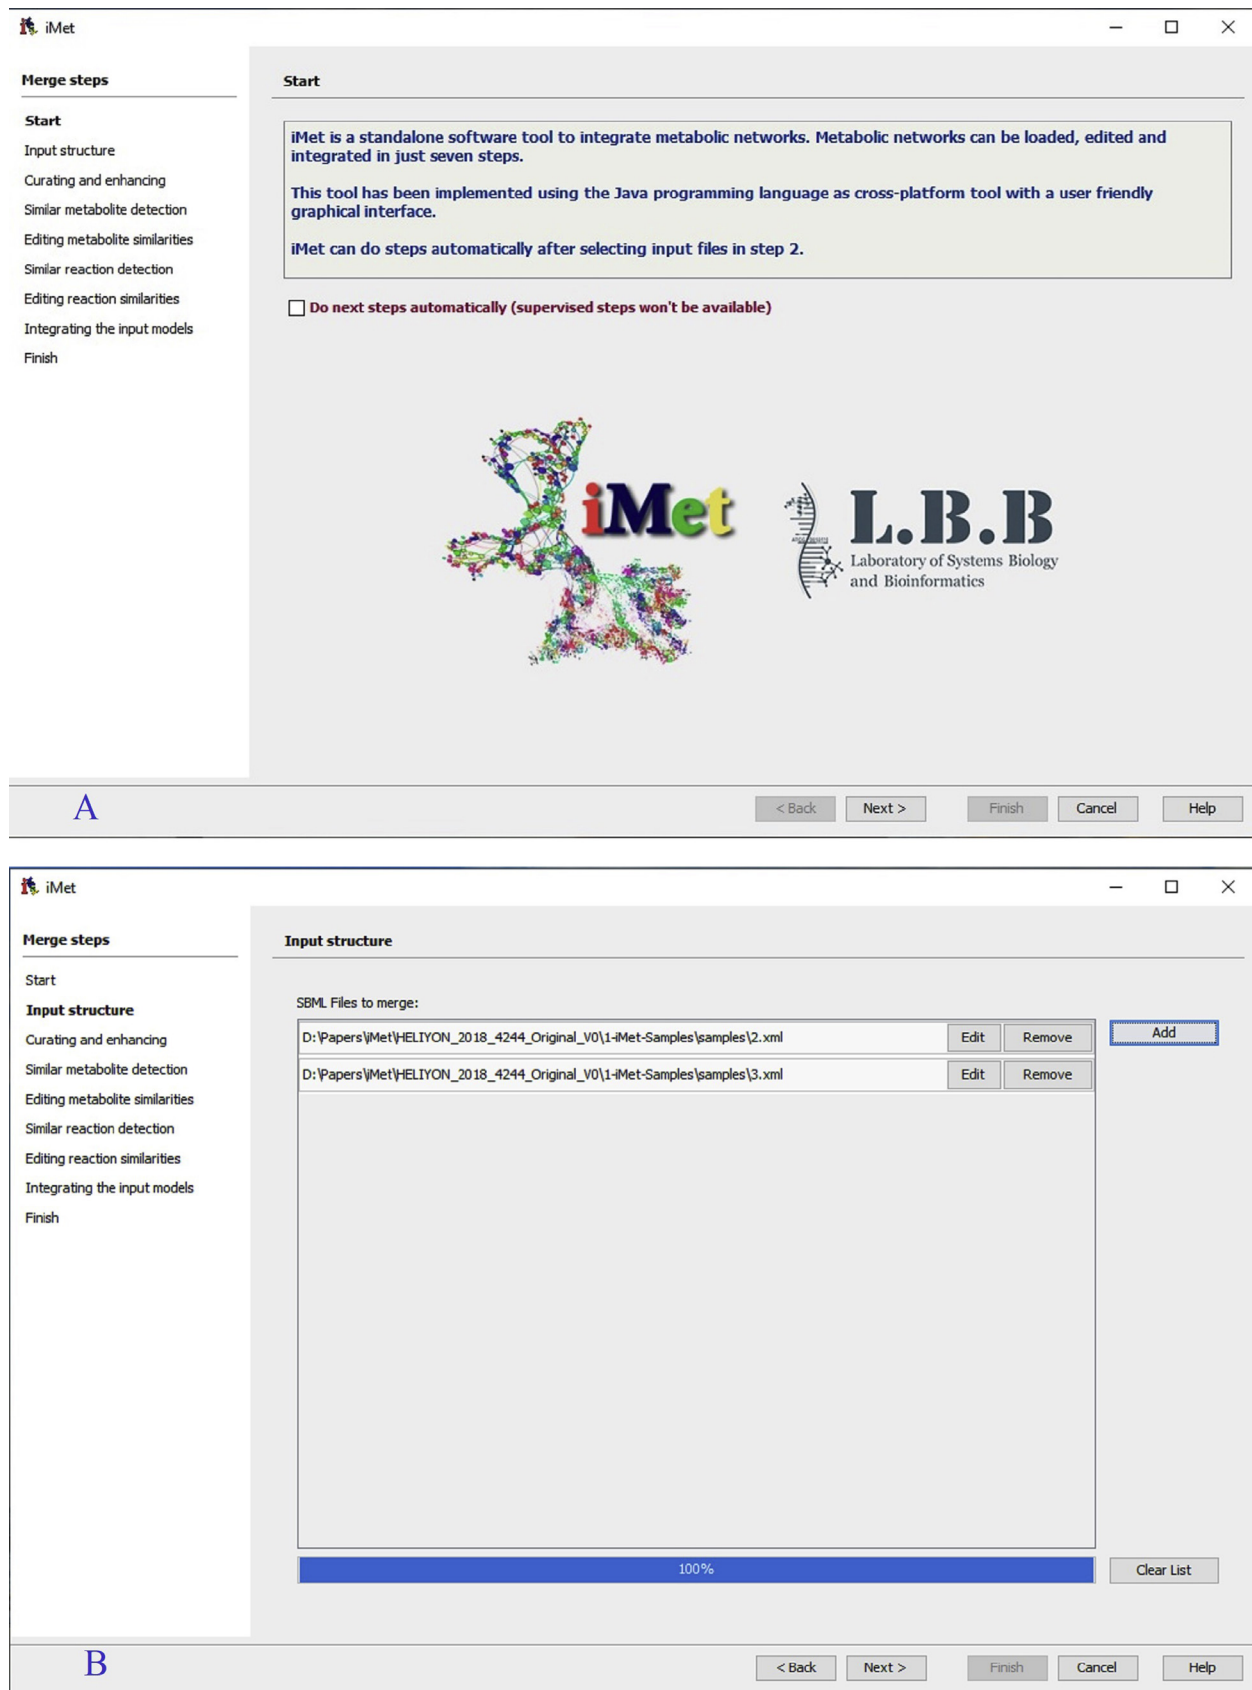 iMet
Merge steps
Start
Input structure
Curating and enhancing
Similar metabolite detection
Editing metabolite similarities
Similar reaction detection
Editing reaction similarities
Integrating the input models
Finish
Start
iMet is a standalone software tool to integrate metabolic networks. Metabolic networks can be loaded, edited and
integrated in just seven steps.
This tool has been implemented using the Java programming language as cross-platform tool with a user friendly
graphical interface.
iMet can do steps automatically after selecting input files in step 2.
Do next steps automatically (supervised steps won't be available)
iMet
L.B.B
Laboratory of Systems Biology
and Bioinformatics
A
< Back
Next >
Finish
Cancel
Help
iMet
Merge steps
Start
Input structure
Curating and enhancing
Similar metabolite detection
Editing metabolite similarities
Similar reaction detection
Editing reaction similarities
Integrating the input models
Finish
Input structure
SBML Files to merge:
D:\Papers\iMet\HELIYON_2018_4244_Original_V0\1-iMet-Samples\samples\2.xml
Edit
Remove
Add
D:\Papers\iMet\HELIYON_2018_4244_Original_V0\1-iMet-Samples\samples\3.xml
Edit
Remove
100%
Clear List
B
< Back
Next >
Finish
Cancel
Help